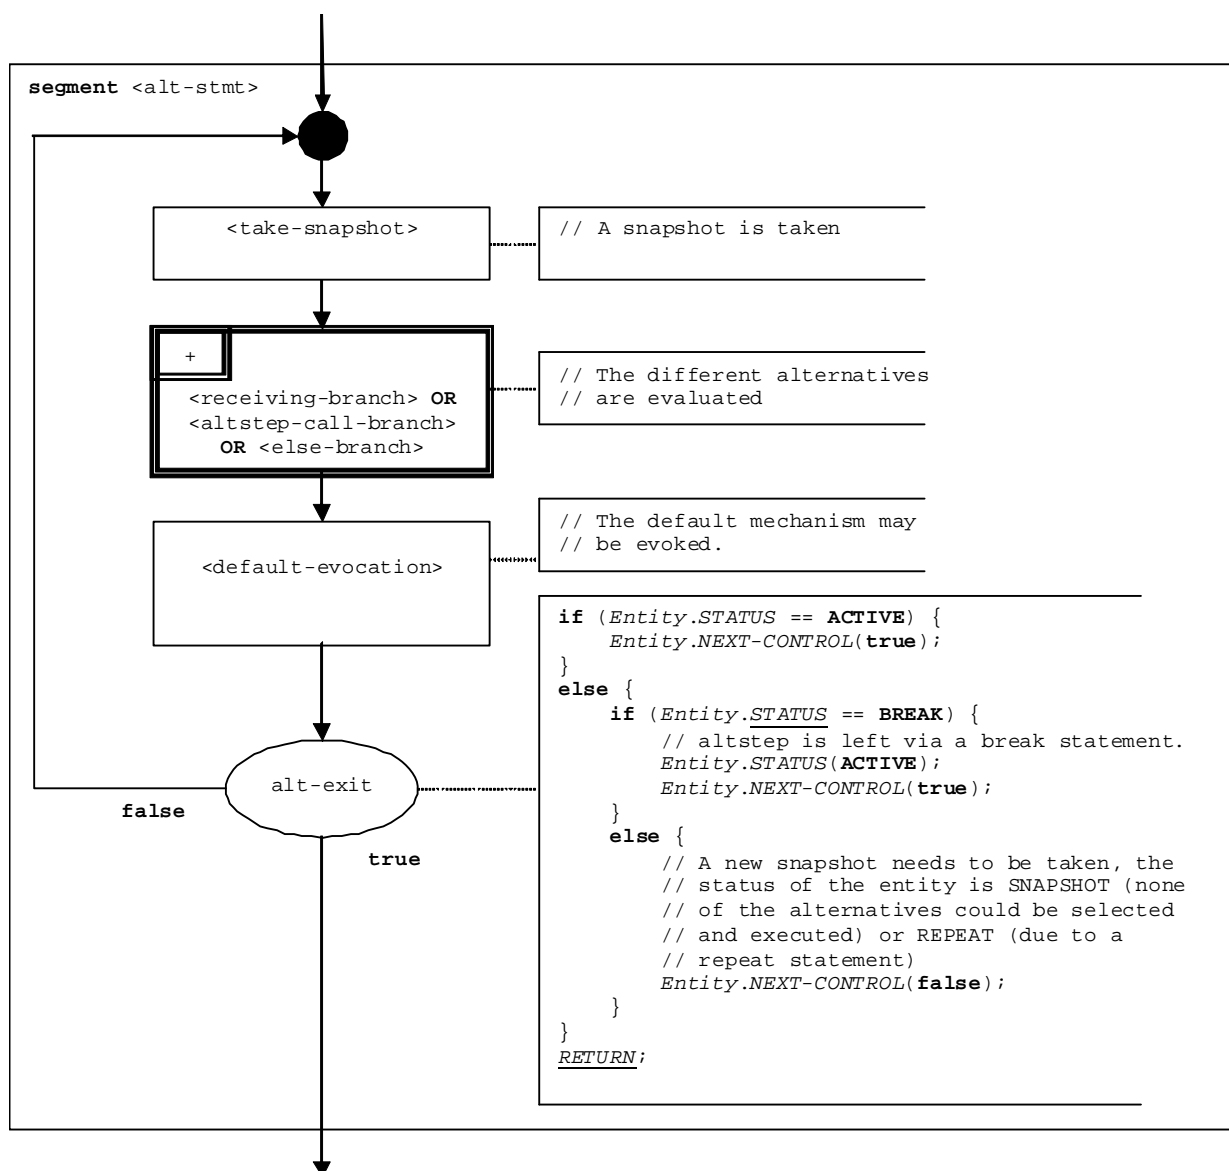 segment <alt-stmt>
<take-snapshot>
// A snapshot is taken
+
<receiving-branch> OR
<altstep-call-branch>
OR <else-branch>
// The different alternatives
// are evaluated
<default-evocation>
// The default mechanism may
// be evoked.
alt-exit
false
true
if (Entity.STATUS == ACTIVE) {
Entity.NEXT-CONTROL(true);
}
else {
if (Entity.STATUS == BREAK) {
// altstep is left via a break statement.
Entity.STATUS(ACTIVE);
Entity.NEXT-CONTROL(true);
}
else {
// A new snapshot needs to be taken, the
// status of the entity is SNAPSHOT (none
// of the alternatives could be selected
// and executed) or REPEAT (due to a
// repeat statement)
Entity.NEXT-CONTROL(false);
}
}
RETURN;